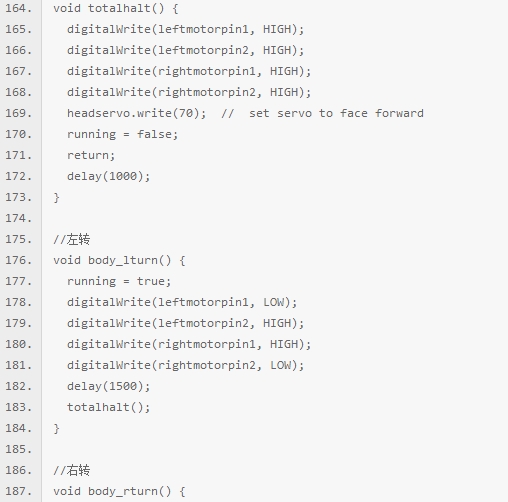 164. void totalhalt() {
165.   digitalWrite(leftmotorpin1, HIGH);
166.   digitalWrite(leftmotorpin2, HIGH);
167.   digitalWrite(rightmotorpin1, HIGH);
168.   digitalWrite(rightmotorpin2, HIGH);
169.   headservo.write(70);  //  set servo to face forward
170.   running = false;
171.   return;
172.   delay(1000);
173. }
174.
175. //左转
176. void body_lturn() {
177.   running = true;
178.   digitalWrite(leftmotorpin1, LOW);
179.   digitalWrite(leftmotorpin2, HIGH);
180.   digitalWrite(rightmotorpin1, HIGH);
181.   digitalWrite(rightmotorpin2, LOW);
182.   delay(1500);
183.   totalhalt();
184. }
185.
186. //右转
187. void body_rturn() {